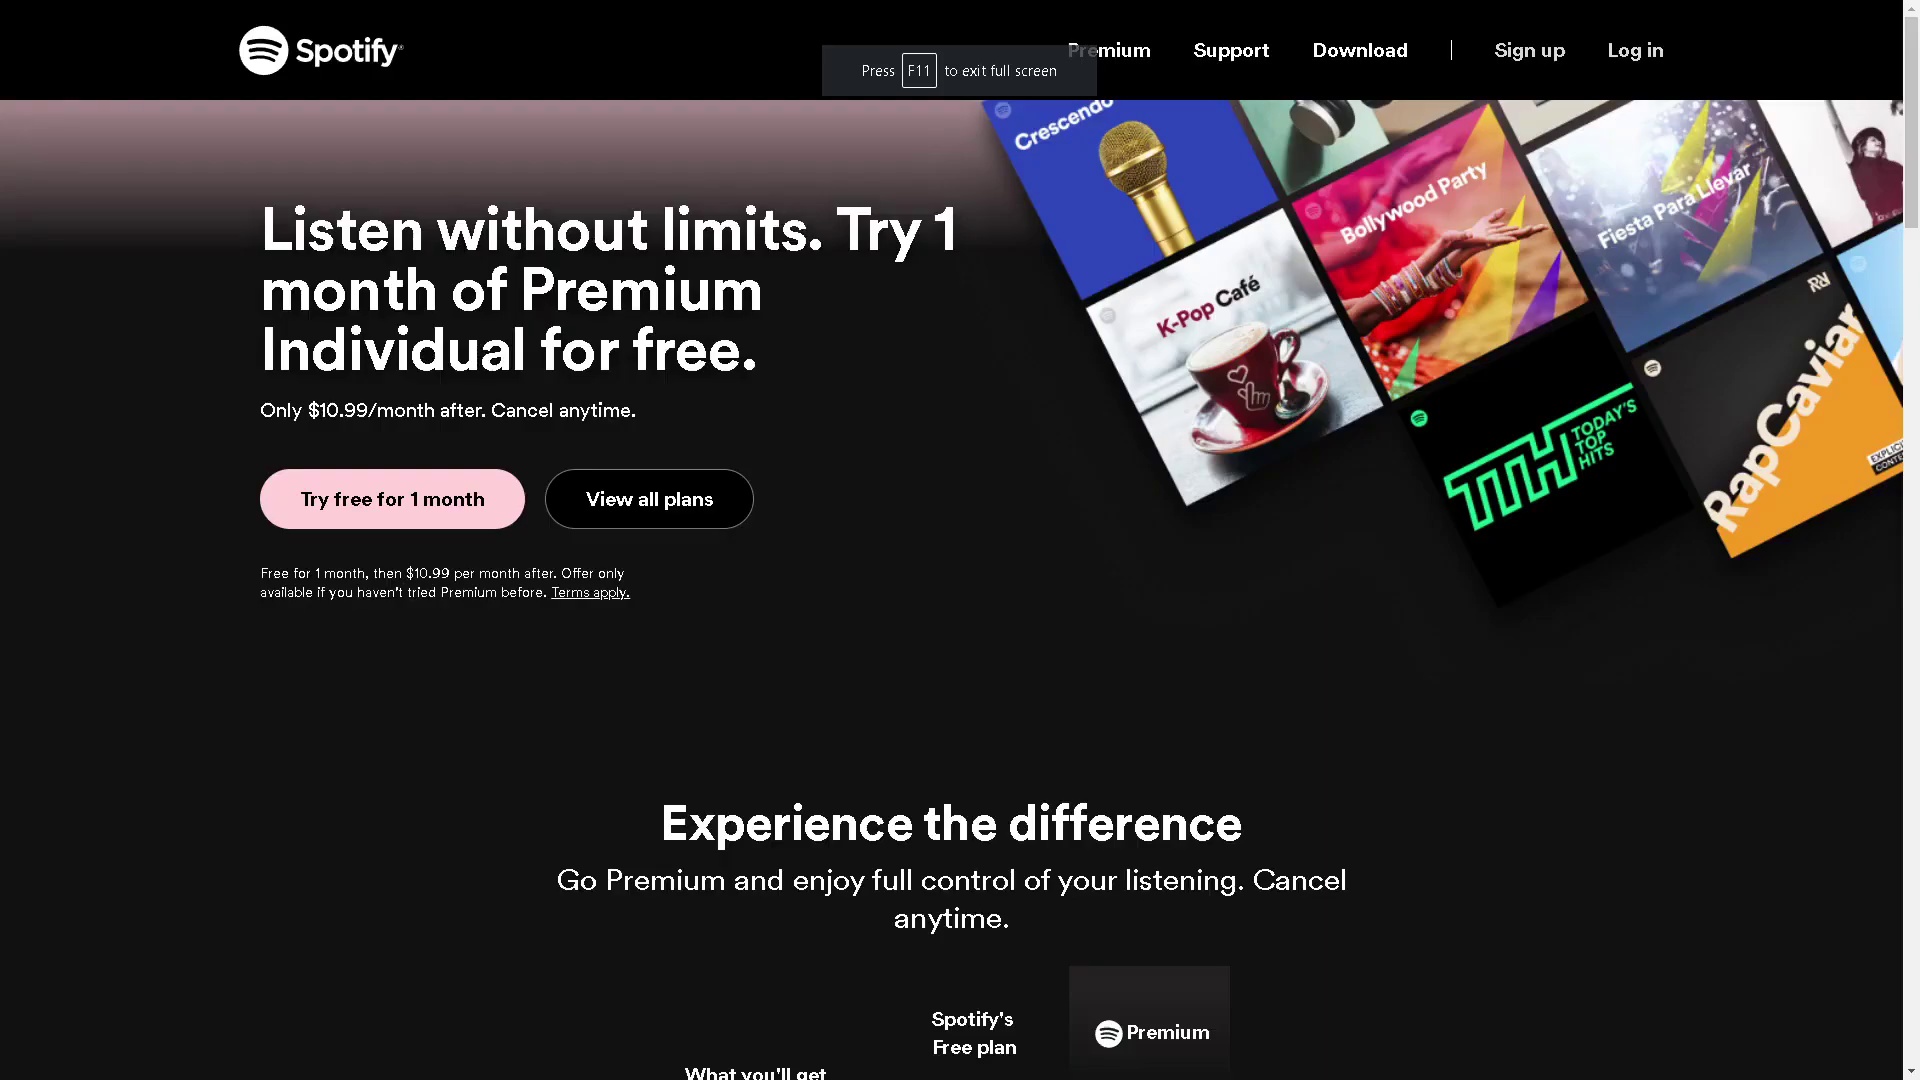 Spotify®
Premium
Support
Download
Sign up
Log in
Press F11 to exit full screen
Listen without limits. Try 1
month of Premium
Individual for free.
Only $10.99/month after. Cancel anytime.
Try free for 1 month
View all plans
Free for 1 month, then $10.99 per month after. Offer only
available if you haven't tried Premium before. Terms apply.
Crescendo
Bollywood Party
Fiesta Para Llevar
K-Pop Café
TTH TODAY'S
TOP
HITS
RapCaviar
Experience the difference
Go Premium and enjoy full control of your listening. Cancel
anytime.
Spotify's
Free plan
Premium
What you'll get